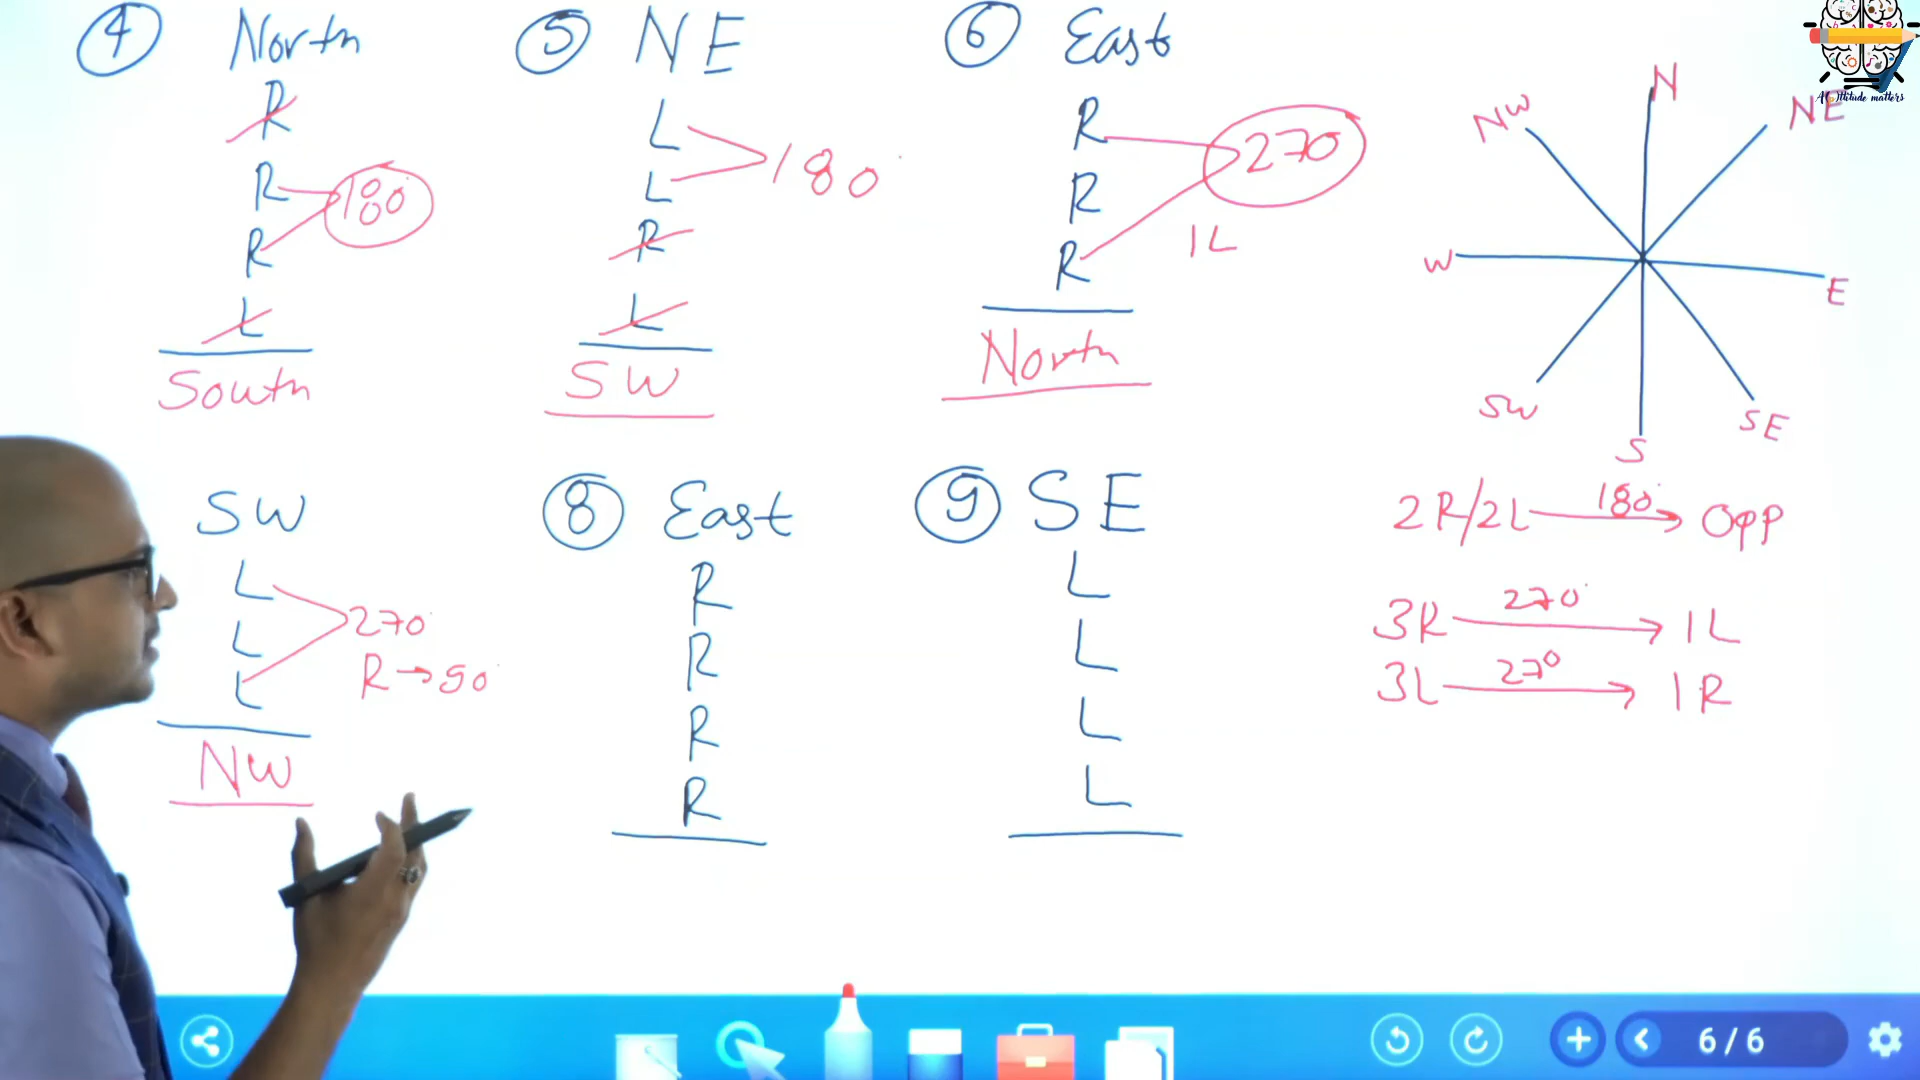 ④ North
R
R
R 180°
L
South
⑤ NE
L
L 180°
R
L
SW
⑥ East
R 270°
R
R 1L
North
SW
L
L 270°
L R→90°
NW
⑧ East
R
R
R
R
⑨ SE
L
L
L
L
N
NW NE
W E
SW SE
S
2R/2L 180° → Opp
3R 270° → 1L
3L 270 → 1R
6 / 6